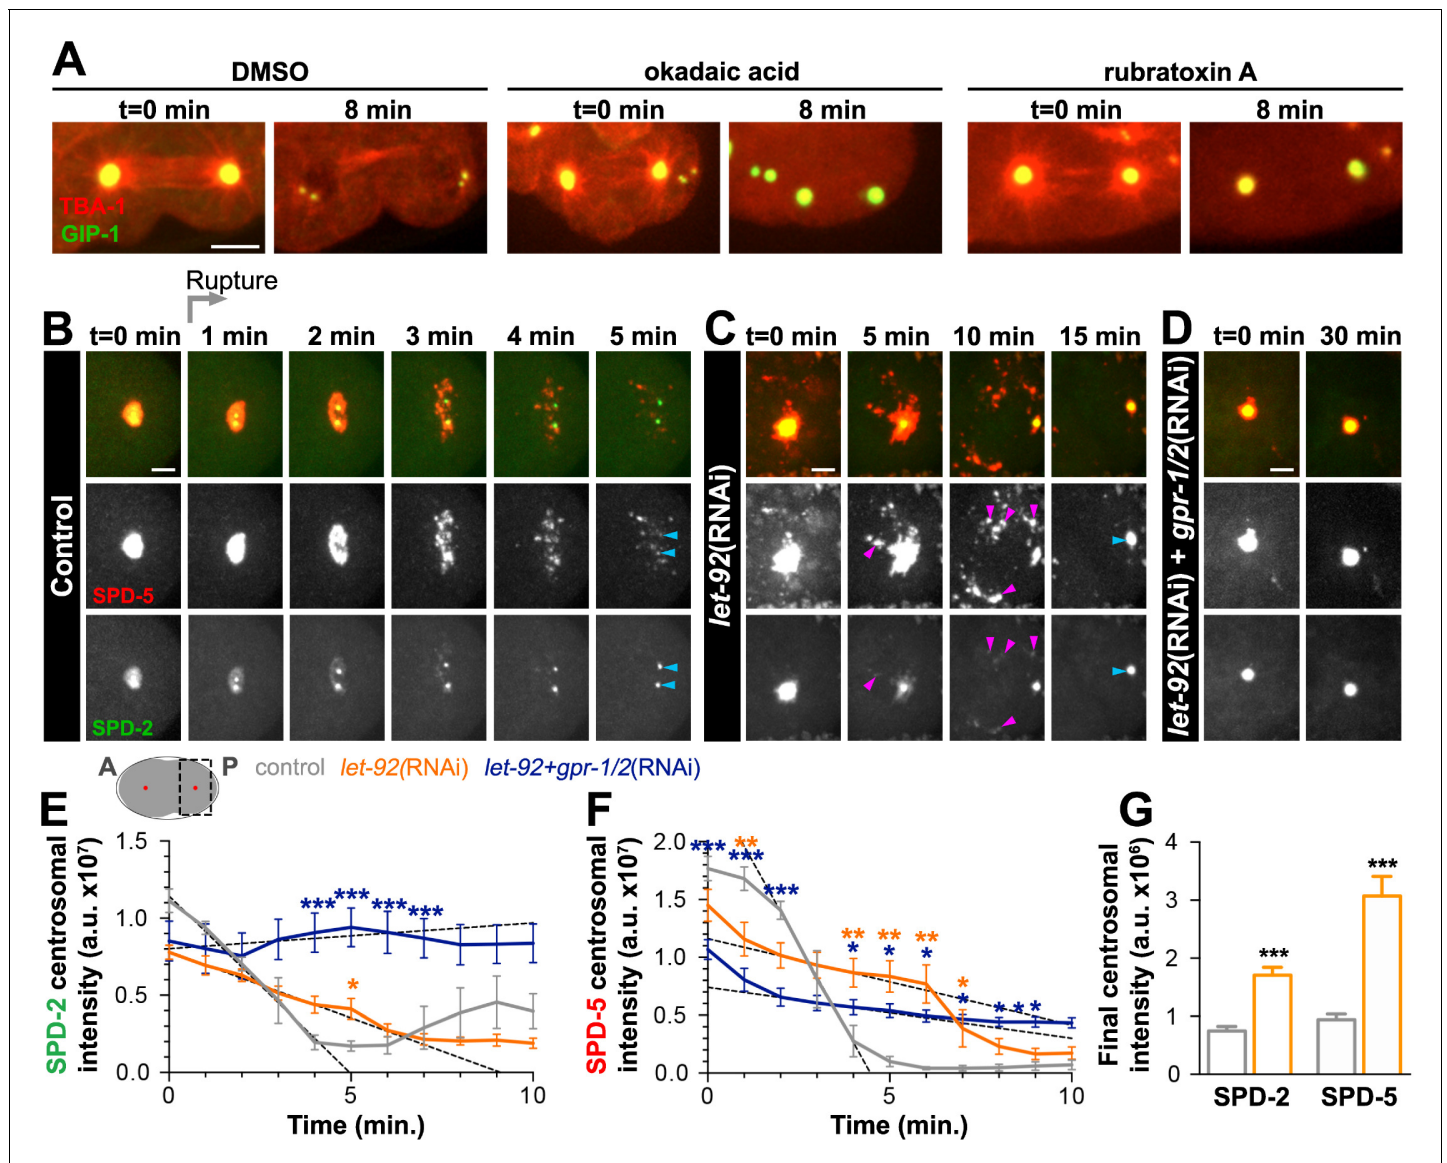 A
DMSO
okadaic acid
rubratoxin A
t=0 min
8 min
t=0 min
8 min
t=0 min
8 min
TBA-1
GIP-1
Rupture
B
t=0 min
1 min
2 min
3 min
4 min
5 min
C
t=0 min
5 min
10 min
15 min
D
t=0 min
30 min
Control
let-92(RNAi)
let-92(RNAi) + gpr-1/2(RNAi)
SPD-5
SPD-2
A
P
control
let-92(RNAi)
let-92+gpr-1/2(RNAi)
E
SPD-2 centrosomal
intensity (a.u. x10⁷)
1.5
1.0
0.5
0.0
***
***
***
***
*
0
5
10
Time (min.)
F
SPD-5 centrosomal
intensity (a.u. x10⁷)
2.0
1.5
1.0
0.5
0.0
***
**
***
***
**
**
**
*
*
*
*
*
*
*
*
0
5
10
Time (min.)
G
Final centrosomal
intensity (a.u. x10⁶)
4
3
2
1
0
***
***
SPD-2
SPD-5